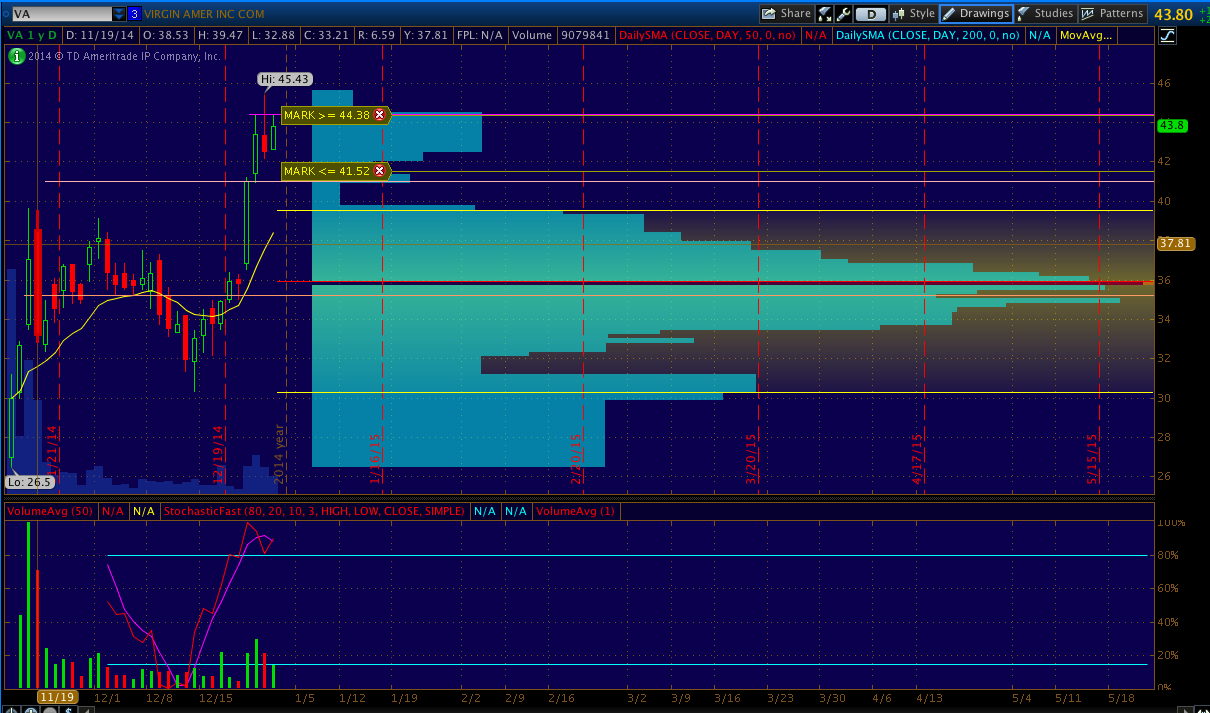 VA 3 VIRGIN AMER INC COM Share D Style Drawings Studies Patterns 43.80
VA 1 y D D: 11/19/14 O: 38.53 H: 39.47 L: 32.88 C: 33.21 R: 6.59 Y: 37.81 FPL: N/A Volume 9079841 DailySMA (CLOSE, DAY, 50, 0, no) N/A DailySMA (CLOSE, DAY, 200, 0, no) N/A MovAvg...
2014 © TD Ameritrade IP Company, Inc.
Hi: 45.43
46
MARK >= 44.38
43.8
42
MARK <= 41.52
40
37.81
36
34
32
30
28
26
1/21/14
12/19/14
2014 year
1/16/15
2/20/15
3/20/15
4/17/15
5/15/15
Lo: 26.5
VolumeAvg (50) N/A N/A StochasticFast (80, 20, 10, 3, HIGH, LOW, CLOSE, SIMPLE) N/A N/A VolumeAvg (1)
100%
80%
60%
40%
20%
0%
11/19 12/1 12/8 12/15 1/5 1/12 1/19 2/2 2/9 2/16 3/2 3/9 3/16 3/23 3/30 4/6 4/13 5/4 5/11 5/18